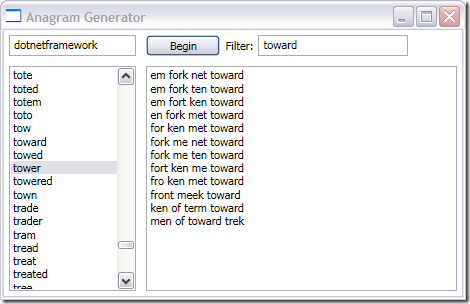 Anagram Generator
dotnetframework Begin Filter: toward
tote
toted
totem
toto
tow
toward
towed
tower
towered
town
trade
trader
tram
tread
treat
treated
tree
em fork net toward
em fork ten toward
em fort ken toward
en fork met toward
for ken met toward
fork me net toward
fork me ten toward
fort ken me toward
fro ken met toward
front meek toward
ken of term toward
men of toward trek